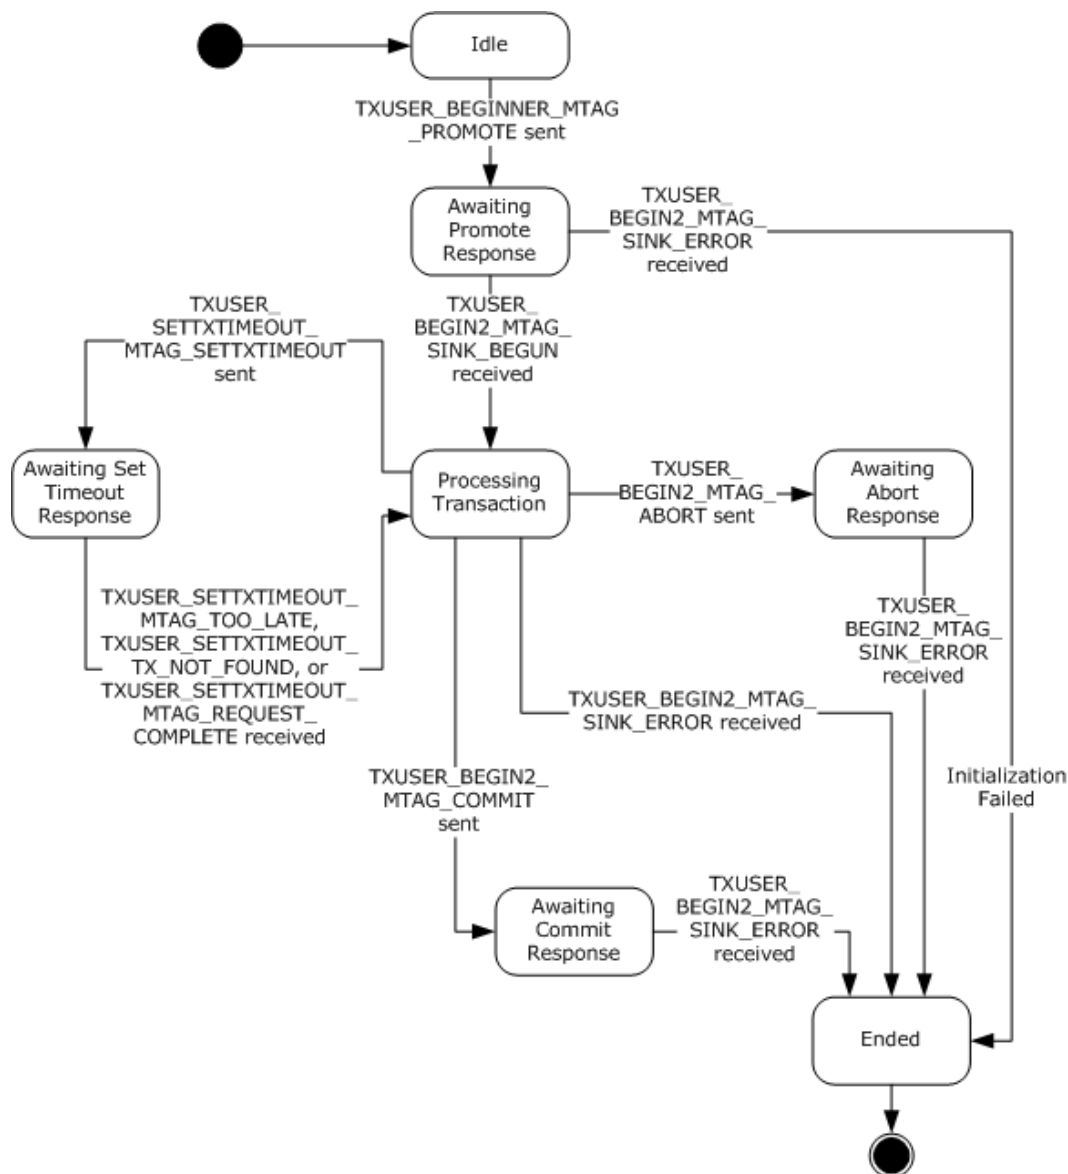 Idle
TXUSER_BEGINNER_MTAG
_PROMOTE sent
Awaiting
Promote
Response
TXUSER_
BEGIN2_MTAG_
SINK_ERROR
received
TXUSER_
SETTXTIMEOUT_
MTAG_SETTXTIMEOUT
sent
TXUSER_
BEGIN2_MTAG_
SINK_BEGUN
received
Awaiting Set
Timeout
Response
Processing
Transaction
TXUSER_
BEGIN2_MTAG_
ABORT sent
Awaiting
Abort
Response
TXUSER_SETTXTIMEOUT_
MTAG_TOO_LATE,
TXUSER_SETTXTIMEOUT_
TX_NOT_FOUND, or
TXUSER_SETTXTIMEOUT_
MTAG_REQUEST_
COMPLETE received
TXUSER_
BEGIN2_MTAG_
SINK_ERROR
received
TXUSER_BEGIN2_MTAG_
SINK_ERROR received
TXUSER_BEGIN2_
MTAG_COMMIT
sent
Initialization
Failed
Awaiting
Commit
Response
TXUSER_
BEGIN2_MTAG_
SINK_ERROR
received
Ended